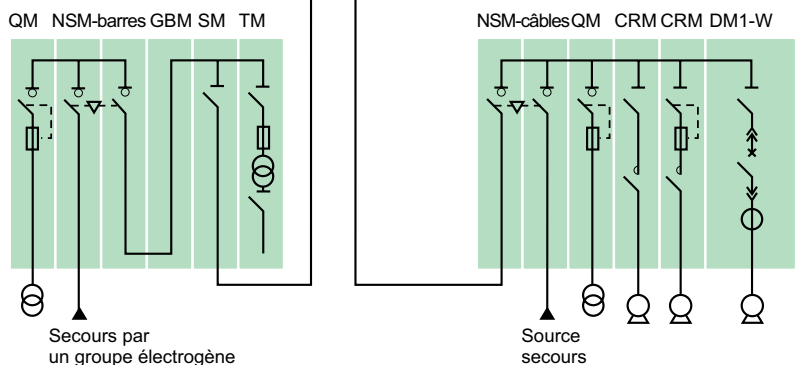 QM NSM-barres GBM SM TM
NSM-câbles QM CRM CRM DM1-W
Secours par
un groupe électrogène
Source
secours